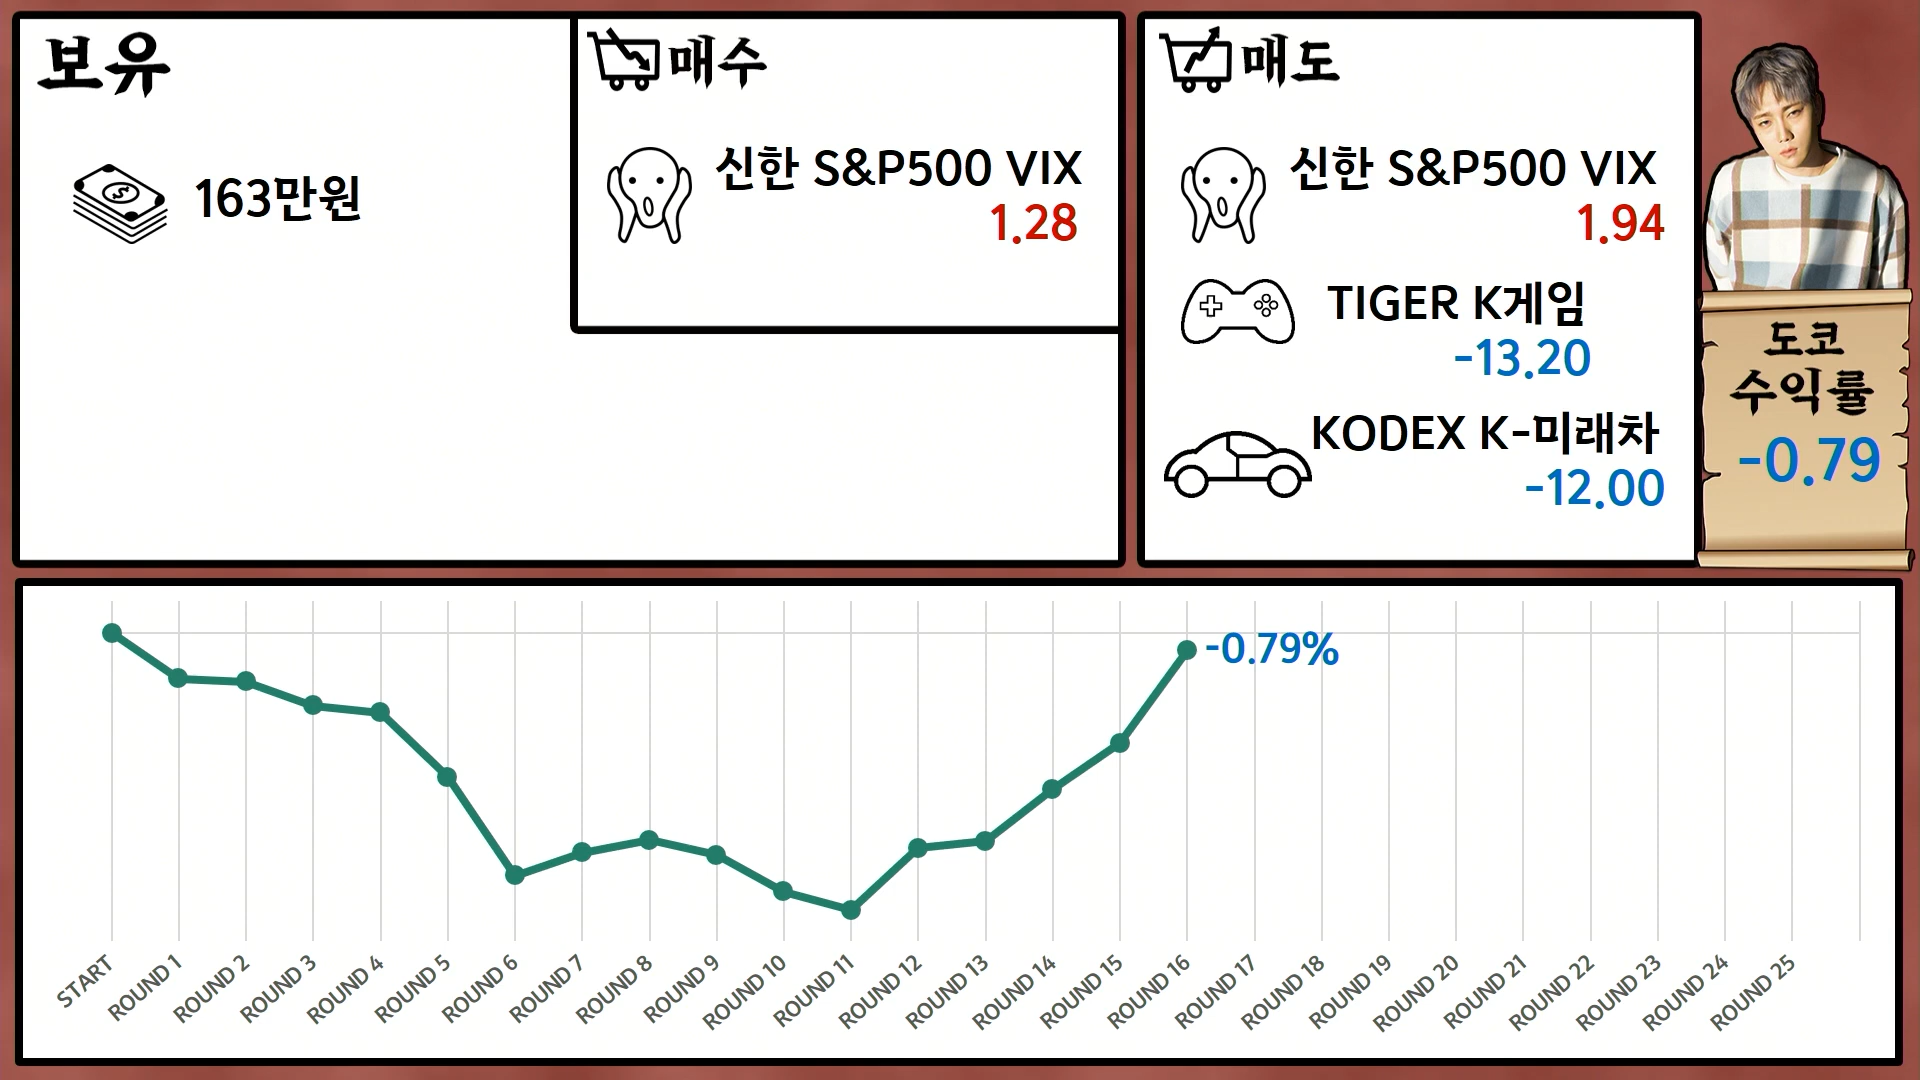 보유
163만원
매수
신한 S&P500 VIX
1.28
매도
신한 S&P500 VIX
1.94
TIGER K게임
-13.20
KODEX K-미래차
-12.00
도코
수익률
-0.79
-0.79%
START
ROUND 1
ROUND 2
ROUND 3
ROUND 4
ROUND 5
ROUND 6
ROUND 7
ROUND 8
ROUND 9
ROUND 10
ROUND 11
ROUND 12
ROUND 13
ROUND 14
ROUND 15
ROUND 16
ROUND 17
ROUND 18
ROUND 19
ROUND 20
ROUND 21
ROUND 22
ROUND 23
ROUND 24
ROUND 25